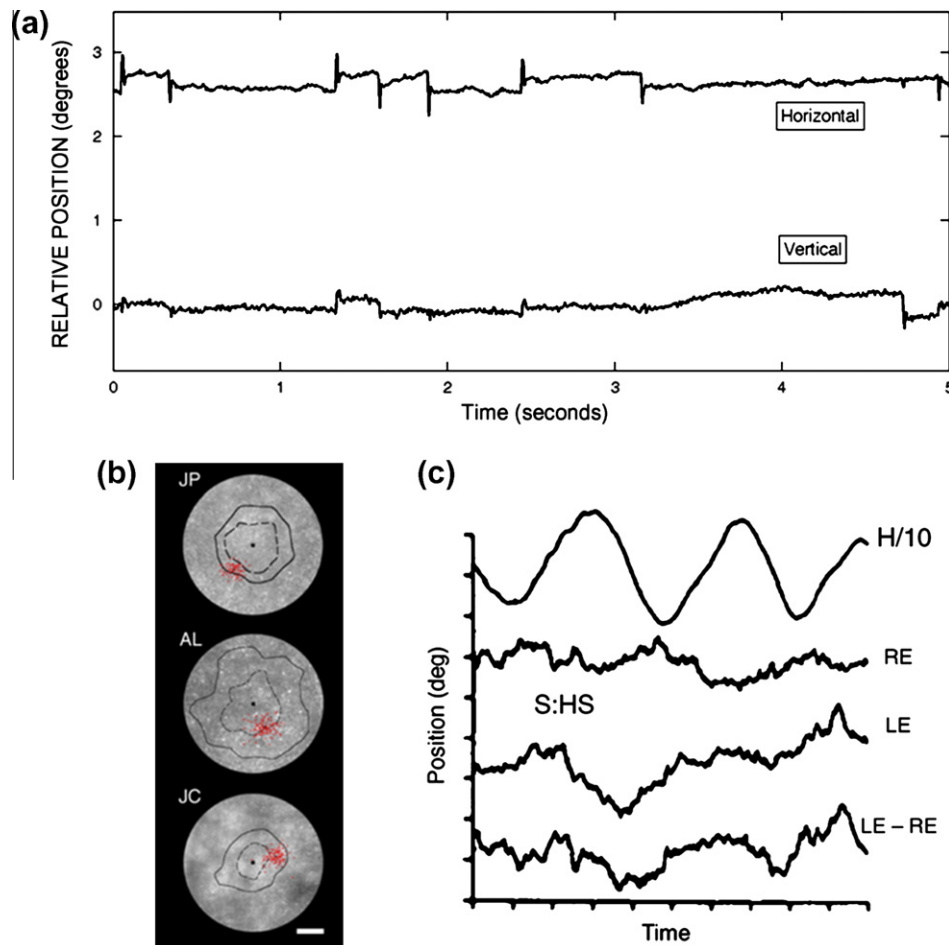 (a)
RELATIVE POSITION (degrees)
3
2
1
0
Horizontal
Vertical
0 1 2 3 4 5
Time (seconds)
(b)
JP
AL
JC
(c)
Position (deg)
H/10
RE
S:HS
LE
LE – RE
Time